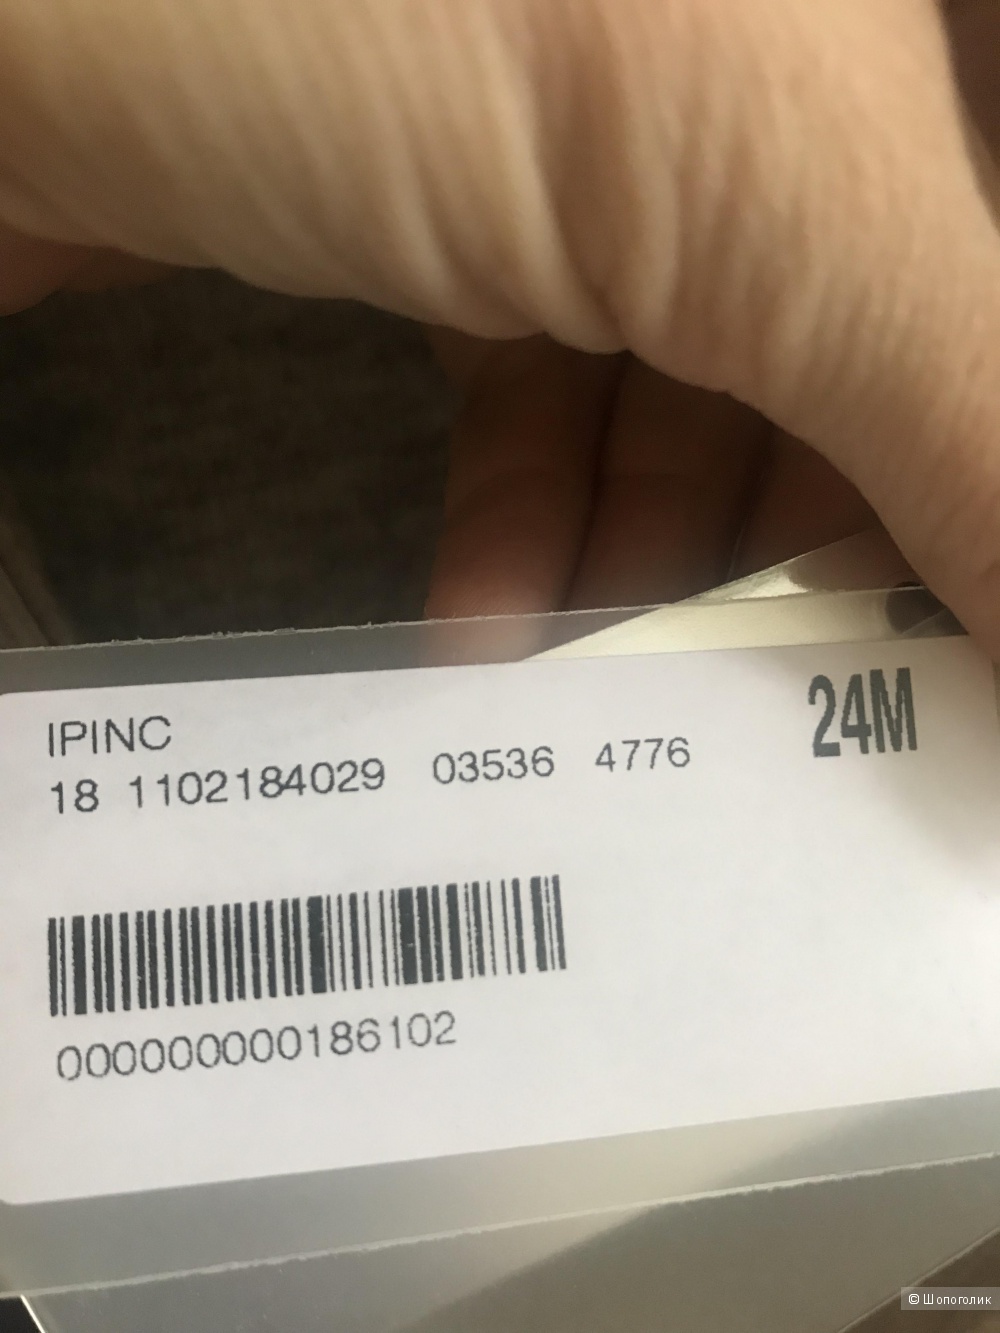 IPINC
24M
18 1102184029 03536 4776
000000000186102
© Шопоголик